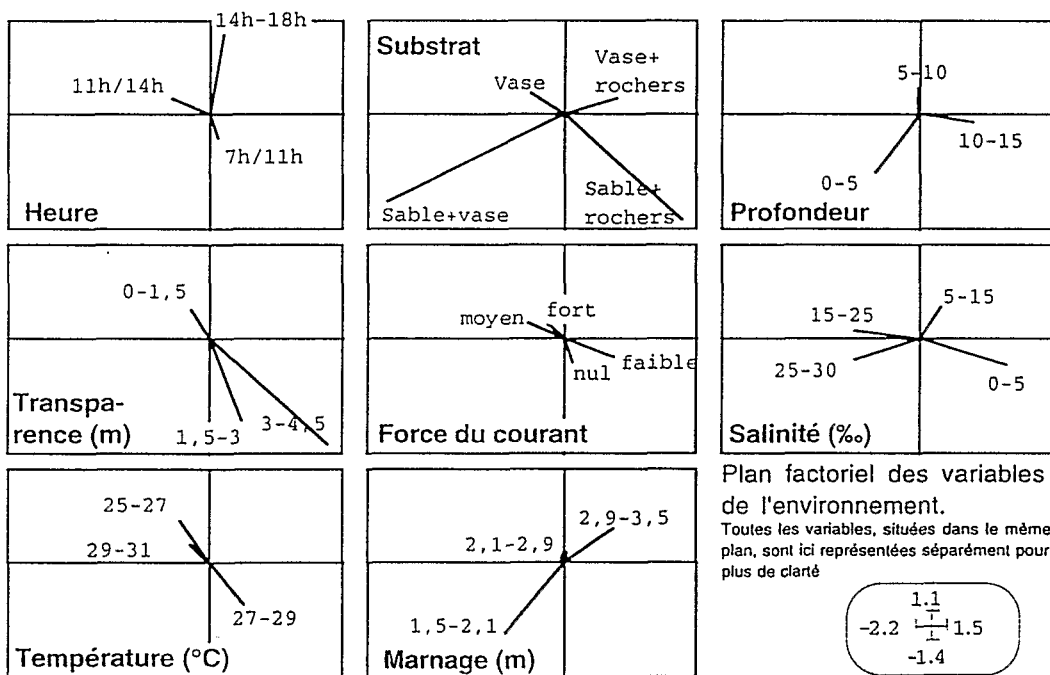 14h-18h
11h/14h
7h/11h
Heure
Substrat
Vase
Vase+
rochers
Sable+vase
Sable+
rochers
5-10
10-15
0-5
Profondeur
0-1,5
1,5-3
3-4,5
Transpa-
rence (m)
moyen
fort
faible
nul
Force du courant
5-15
15-25
25-30
0-5
Salinité (‰)
25-27
29-31
27-29
Température (°C)
2,9-3,5
2,1-2,9
1,5-2,1
Marnage (m)
Plan factoriel des variables
de l'environnement.
Toutes les variables, situées dans le même
plan, sont ici représentées séparément pour
plus de clarté
1.1
-2.2 1.5
-1.4